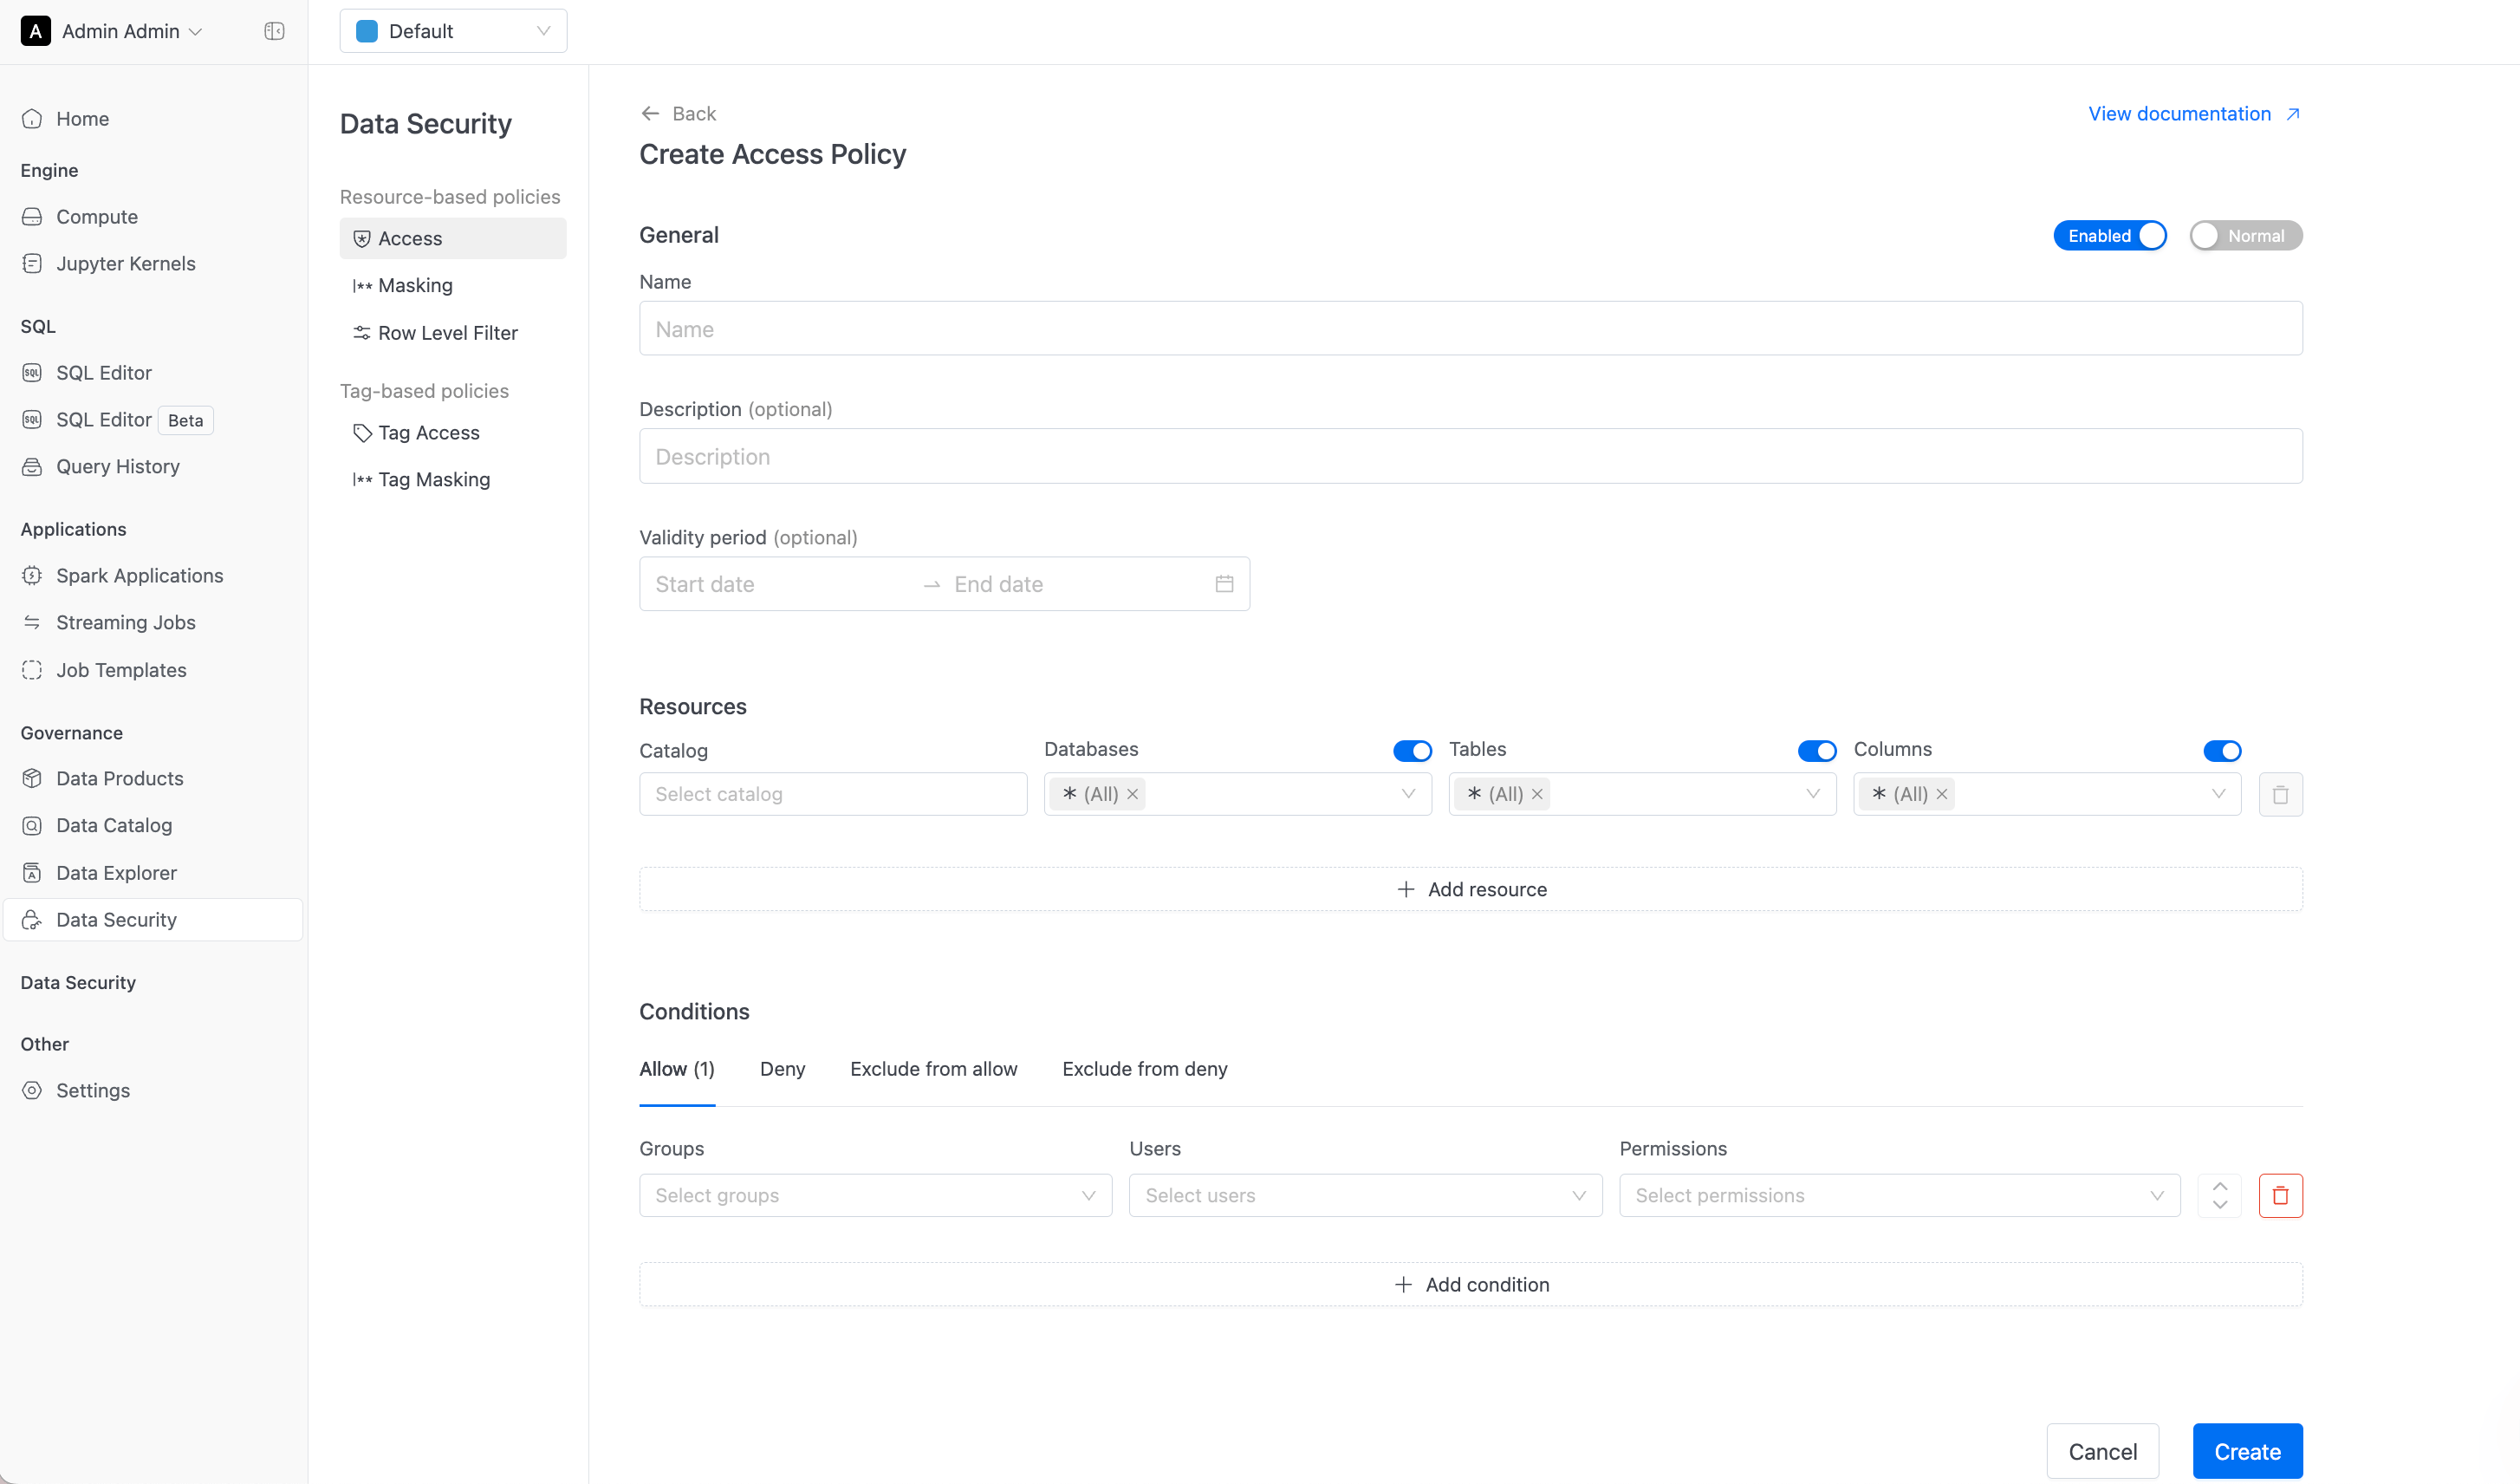 A Admin Admin
Default
Home
Engine
Compute
Jupyter Kernels
SQL
SQL Editor
SQL Editor Beta
Query History
Applications
Spark Applications
Streaming Jobs
Job Templates
Governance
Data Products
Data Catalog
Data Explorer
Data Security
Data Security
Other
Settings
Data Security
Resource-based policies
Access
Masking
Row Level Filter
Tag-based policies
Tag Access
Tag Masking
Back
View documentation
Create Access Policy
General
Enabled
Normal
Name
Name
Description (optional)
Description
Validity period (optional)
Start date → End date
Resources
Catalog
Databases
Tables
Columns
Select catalog
* (All)
* (All)
* (All)
+ Add resource
Conditions
Allow (1)
Deny
Exclude from allow
Exclude from deny
Groups
Users
Permissions
Select groups
Select users
Select permissions
+ Add condition
Cancel
Create